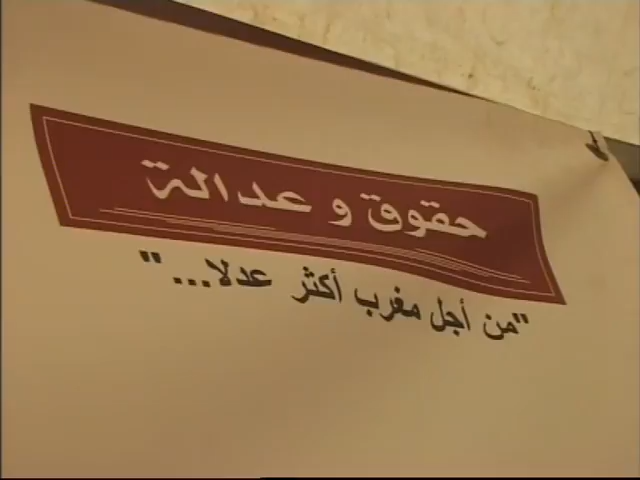 حقوق و عدالة
"من أجل مغرب أكثر عدلا..."